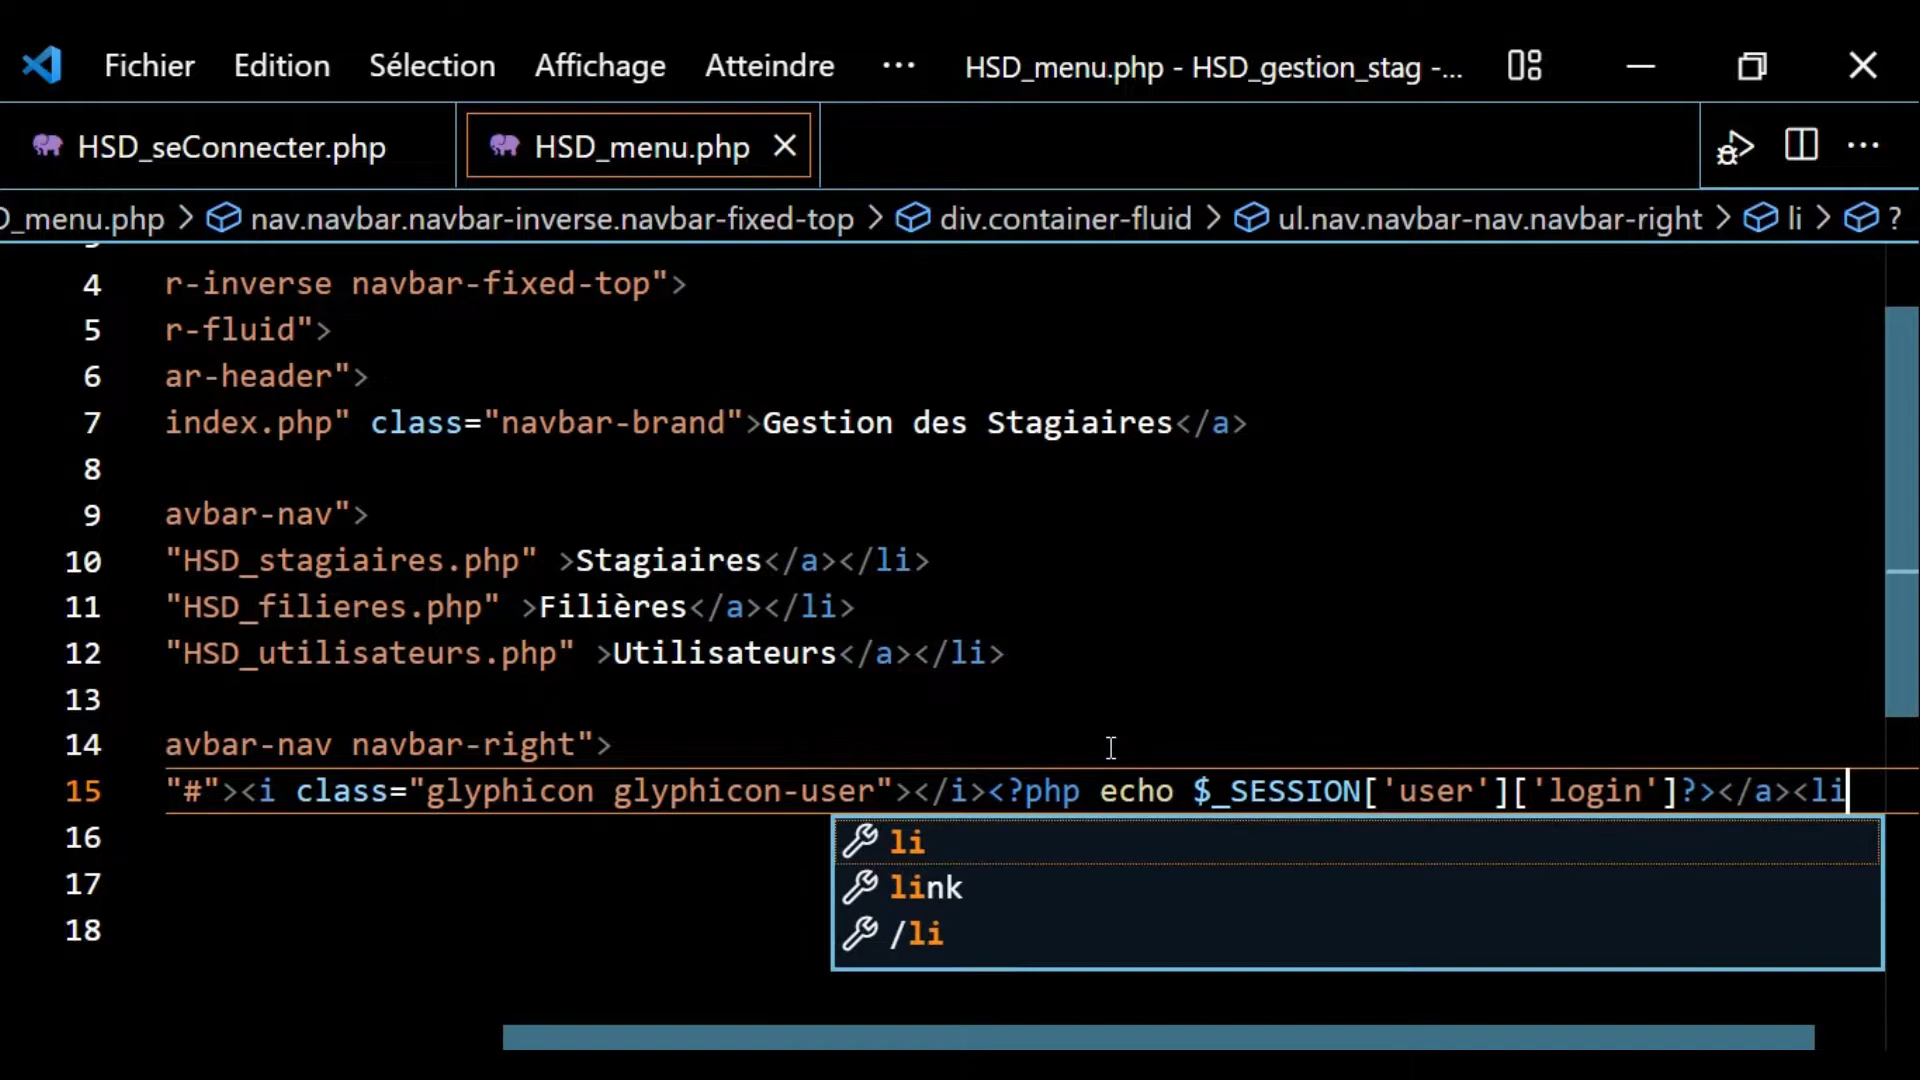 Fichier Edition Sélection Affichage Atteindre ··· HSD_menu.php - HSD_gestion_stag -...
HSD_seConnecter.php HSD_menu.php
_menu.php > nav.navbar.navbar-inverse.navbar-fixed-top > div.container-fluid > ul.nav.navbar-nav.navbar-right > li > ?
4 r-inverse navbar-fixed-top">
5 r-fluid">
6 ar-header">
7 index.php" class="navbar-brand">Gestion des Stagiaires</a>
8
9 avbar-nav">
10 "HSD_stagiaires.php" >Stagiaires</a></li>
11 "HSD_filieres.php" >Filières</a></li>
12 "HSD_utilisateurs.php" >Utilisateurs</a></li>
13
14 avbar-nav navbar-right">
15 "#"><i class="glyphicon glyphicon-user"></i><?php echo $_SESSION['user']['login']?></a><li
16
17
18
li
link
/li